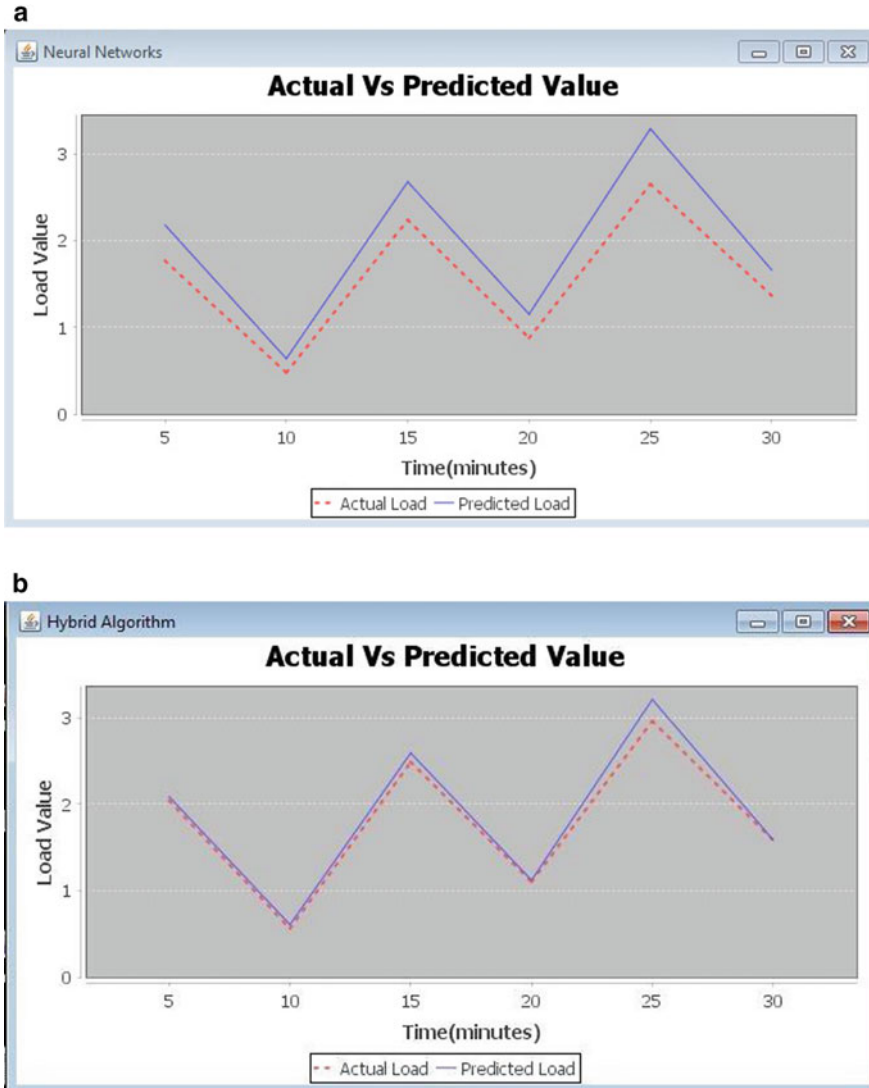 a
Neural Networks
Actual Vs Predicted Value
3
2
1
0
Load Value
5 10 15 20 25 30
Time(minutes)
Actual Load Predicted Load
b
Hybrid Algorithm
Actual Vs Predicted Value
3
2
1
0
Load Value
5 10 15 20 25 30
Time(minutes)
Actual Load Predicted Load